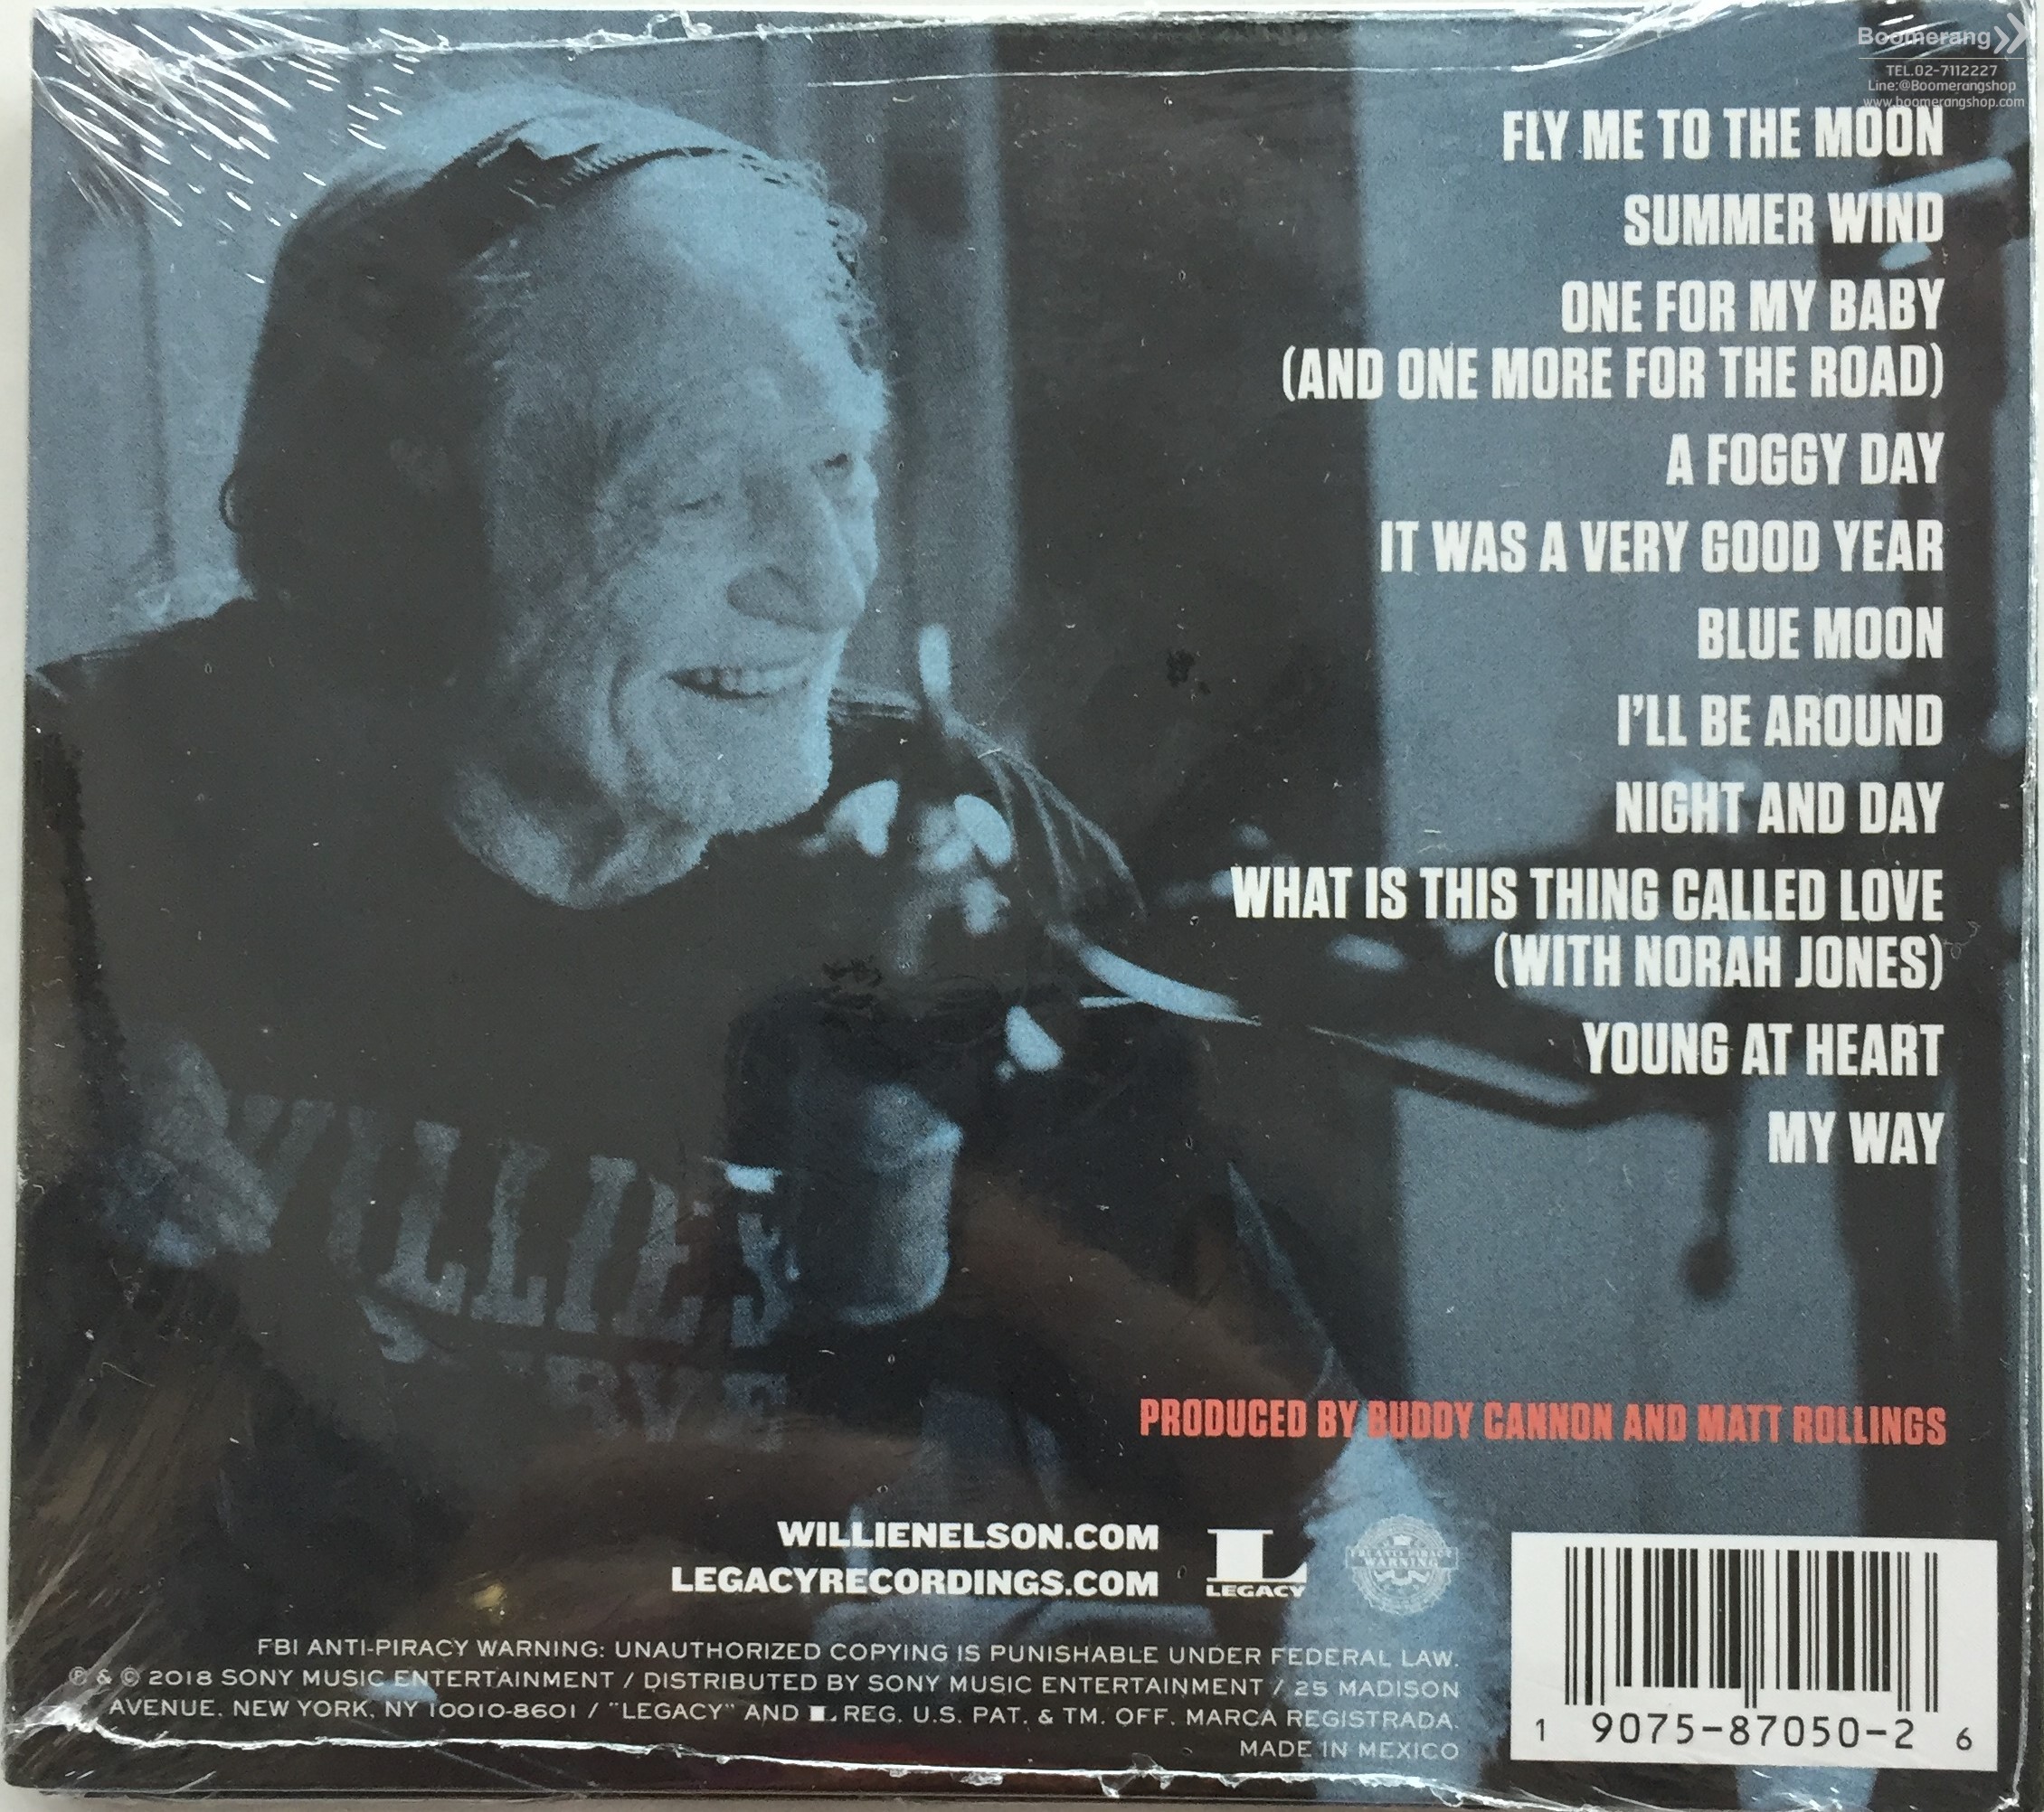 Boomerang
TEL.02-7112227
Line:@Boomerangshop
www.boomerangshop.com
FLY ME TO THE MOON
SUMMER WIND
ONE FOR MY BABY
(AND ONE MORE FOR THE ROAD)
A FOGGY DAY
IT WAS A VERY GOOD YEAR
BLUE MOON
I'LL BE AROUND
NIGHT AND DAY
WHAT IS THIS THING CALLED LOVE
(WITH NORAH JONES)
YOUNG AT HEART
MY WAY
WILLIE'S
PRODUCED BY BUDDY CANNON AND MATT ROLLINGS
WILLIENELSON.COM
LEGACYRECORDINGS.COM
L
LEGACY
FBI ANTI-PIRACY
WARNING
FBI ANTI-PIRACY WARNING: UNAUTHORIZED COPYING IS PUNISHABLE UNDER FEDERAL LAW.
℗ & © 2018 SONY MUSIC ENTERTAINMENT / DISTRIBUTED BY SONY MUSIC ENTERTAINMENT / 25 MADISON
AVENUE, NEW YORK, NY 10010-8601 / "LEGACY" AND L REG. U.S. PAT. & TM. OFF. MARCA REGISTRADA.
MADE IN MEXICO
1 9075-87050-2 6